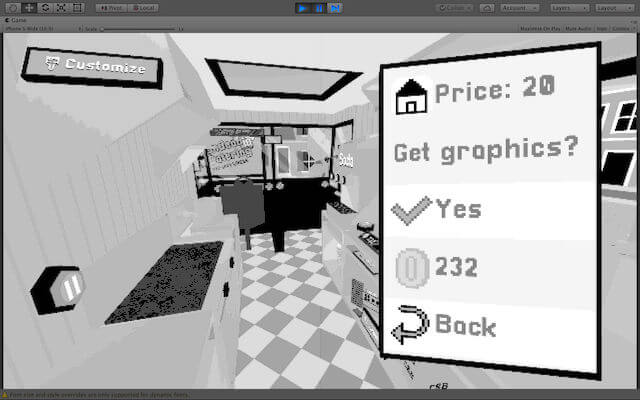 Pivot
Local
Collab
Account
Layers
Layout
Game
iPhone 5 Wide (16:9)
Scale
1x
Maximize On Play
Mute Audio
Stats
Gizmos
Customize
Price: 20
Get graphics?
Yes
232
Back
Soda
Font size and style overrides are only supported for dynamic fonts.